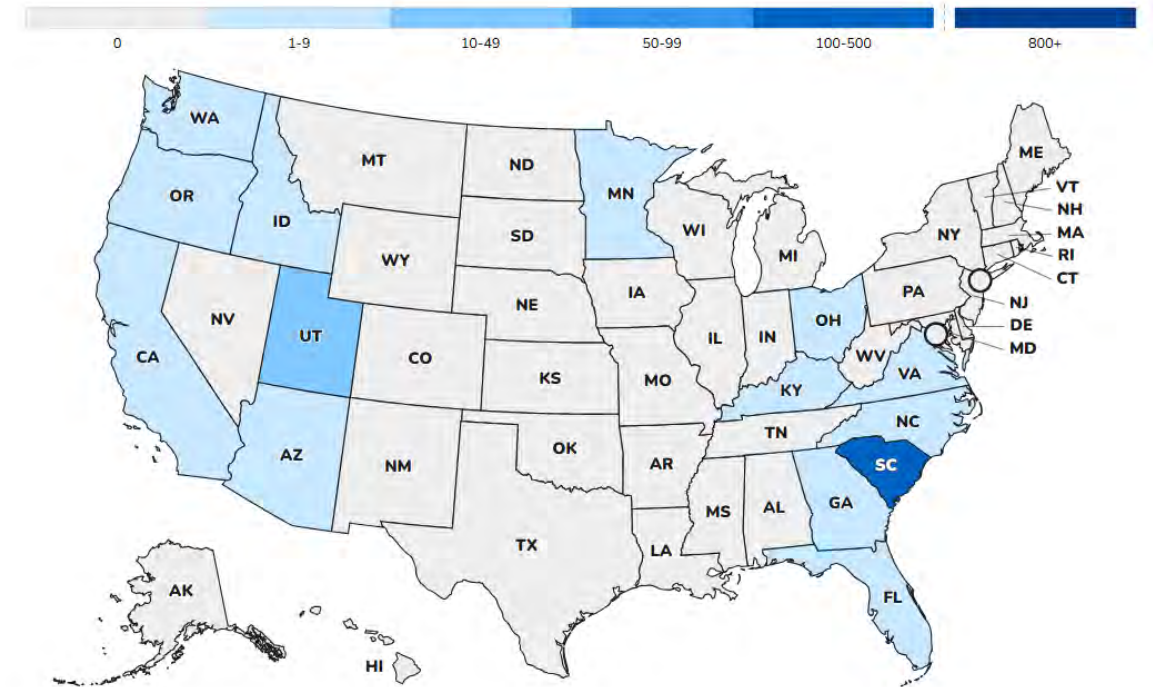 0 1-9 10-49 50-99 100-500 800+
WA
ME
MT
ND
VT
MN
OR
NH
ID
WI
NY
MA
SD
MI
RI
WY
CT
IA
PA
NE
NJ
NV
OH
DE
UT
IL
IN
MD
CO
WV
CA
VA
KS
MO
KY
NC
TN
OK
AZ
NM
AR
SC
MS
AL
GA
TX
LA
AK
FL
HI